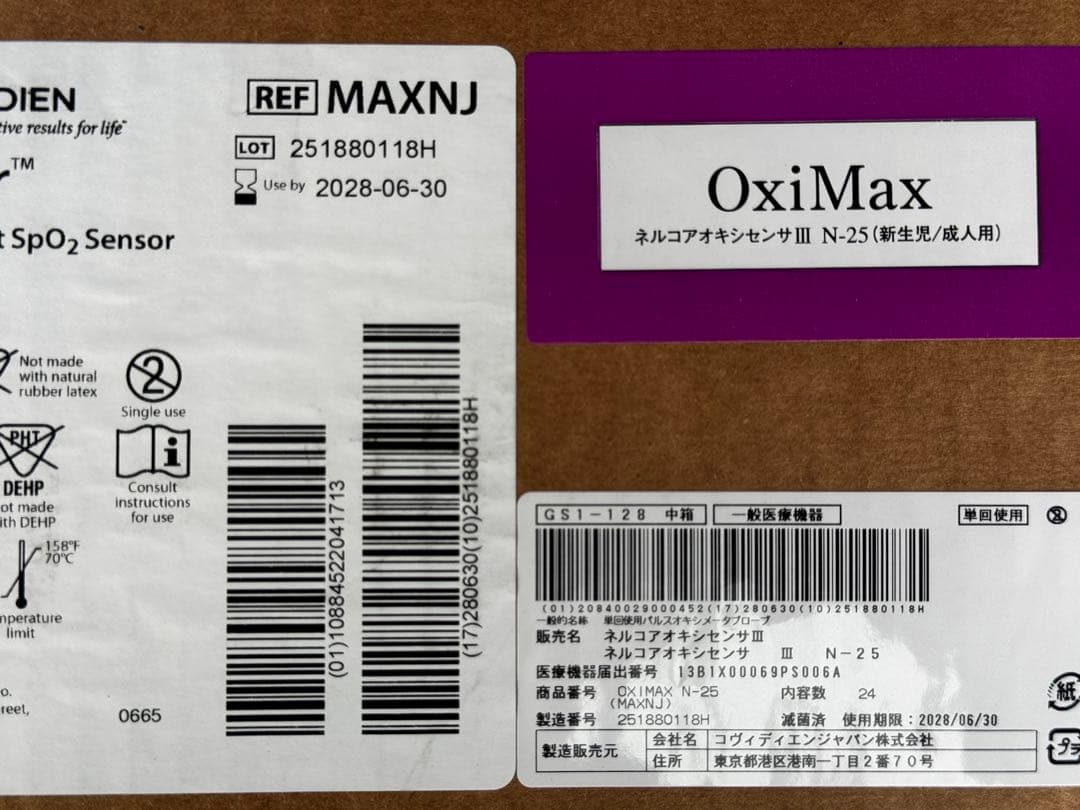 DIEN
tive results for life™
r™
t SpO2 Sensor
REF MAXNJ
LOT 251880118H
Use by 2028-06-30
Not made
with natural
rubber latex
2
Single use
PHT
DEHP
ot made
ith DEHP
i
Consult
instructions
for use
158°F
70℃
mperature
limit
o.
reet,
0665
(01)10884522041713
(17)280630(10)251880118H
OxiMax
ネルコアオキシセンサⅢ N-25(新生児/成人用)
GS1-128 中箱 一般医療機器 単回使用 2
(01)20840029000452(17)280630(10)251880118H
一般的名称 単回使用パルスオキシメータプローブ
販売名 ネルコアオキシセンサⅢ
ネルコアオキシセンサ Ⅲ N-25
医療機器届出番号 13B1X00069PS006A
商品番号 OXIMAX N-25 内容数 24
(MAXNJ)
製造番号 251880118H 滅菌済 使用期限:2028/06/30
製造販売元 会社名 コヴィディエンジャパン株式会社
住所 東京都港区港南一丁目2番70号
紙
プラ